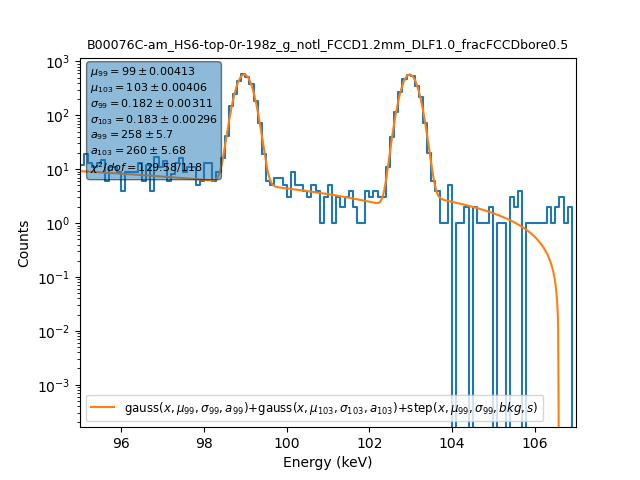 B00076C-am_HS6-top-0r-198z_g_notl_FCCD1.2mm_DLF1.0_fracFCCDbore0.5
μ₉₉ = 99 ± 0.00413
μ₁₀₃ = 103 ± 0.00406
σ₉₉ = 0.182 ± 0.00311
σ₁₀₃ = 0.183 ± 0.00296
a₉₉ = 258 ± 5.7
a₁₀₃ = 260 ± 5.68
χ²/dof = 129.58/118
10³
10²
10¹
10⁰
10⁻¹
10⁻²
10⁻³
Counts
gauss(x, μ₉₉, σ₉₉, a₉₉)+gauss(x, μ₁₀₃, σ₁₀₃, a₁₀₃)+step(x, μ₉₉, σ₉₉, bkg, s)
96 98 100 102 104 106
Energy (keV)